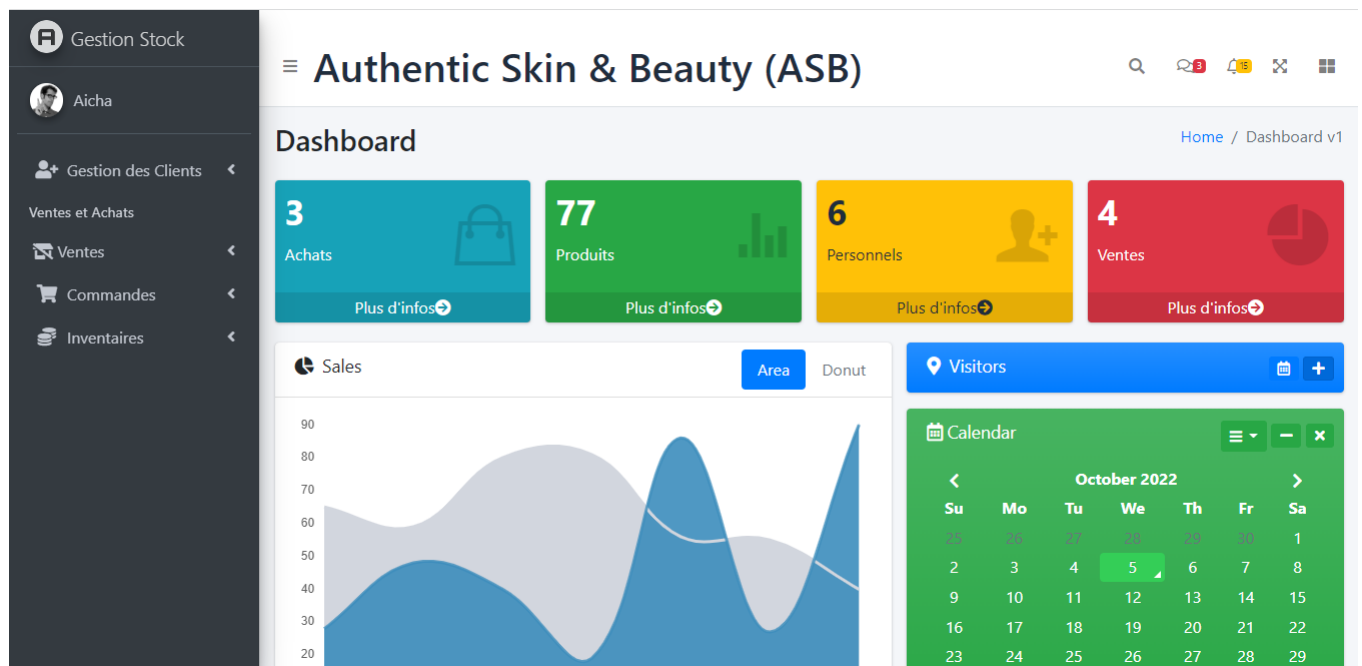 Gestion Stock
Aicha
Gestion des Clients
Ventes et Achats
Ventes
Commandes
Inventaires
Authentic Skin & Beauty (ASB)
3
15
Dashboard
Home / Dashboard v1
3
Achats
Plus d'infos
77
Produits
Plus d'infos
6
Personnels
Plus d'infos
4
Ventes
Plus d'infos
Sales
Area Donut
90
80
70
60
50
40
30
20
Visitors
Calendar
October 2022
Su Mo Tu We Th Fr Sa
25 26 27 28 29 30 1
2 3 4 5 6 7 8
9 10 11 12 13 14 15
16 17 18 19 20 21 22
23 24 25 26 27 28 29